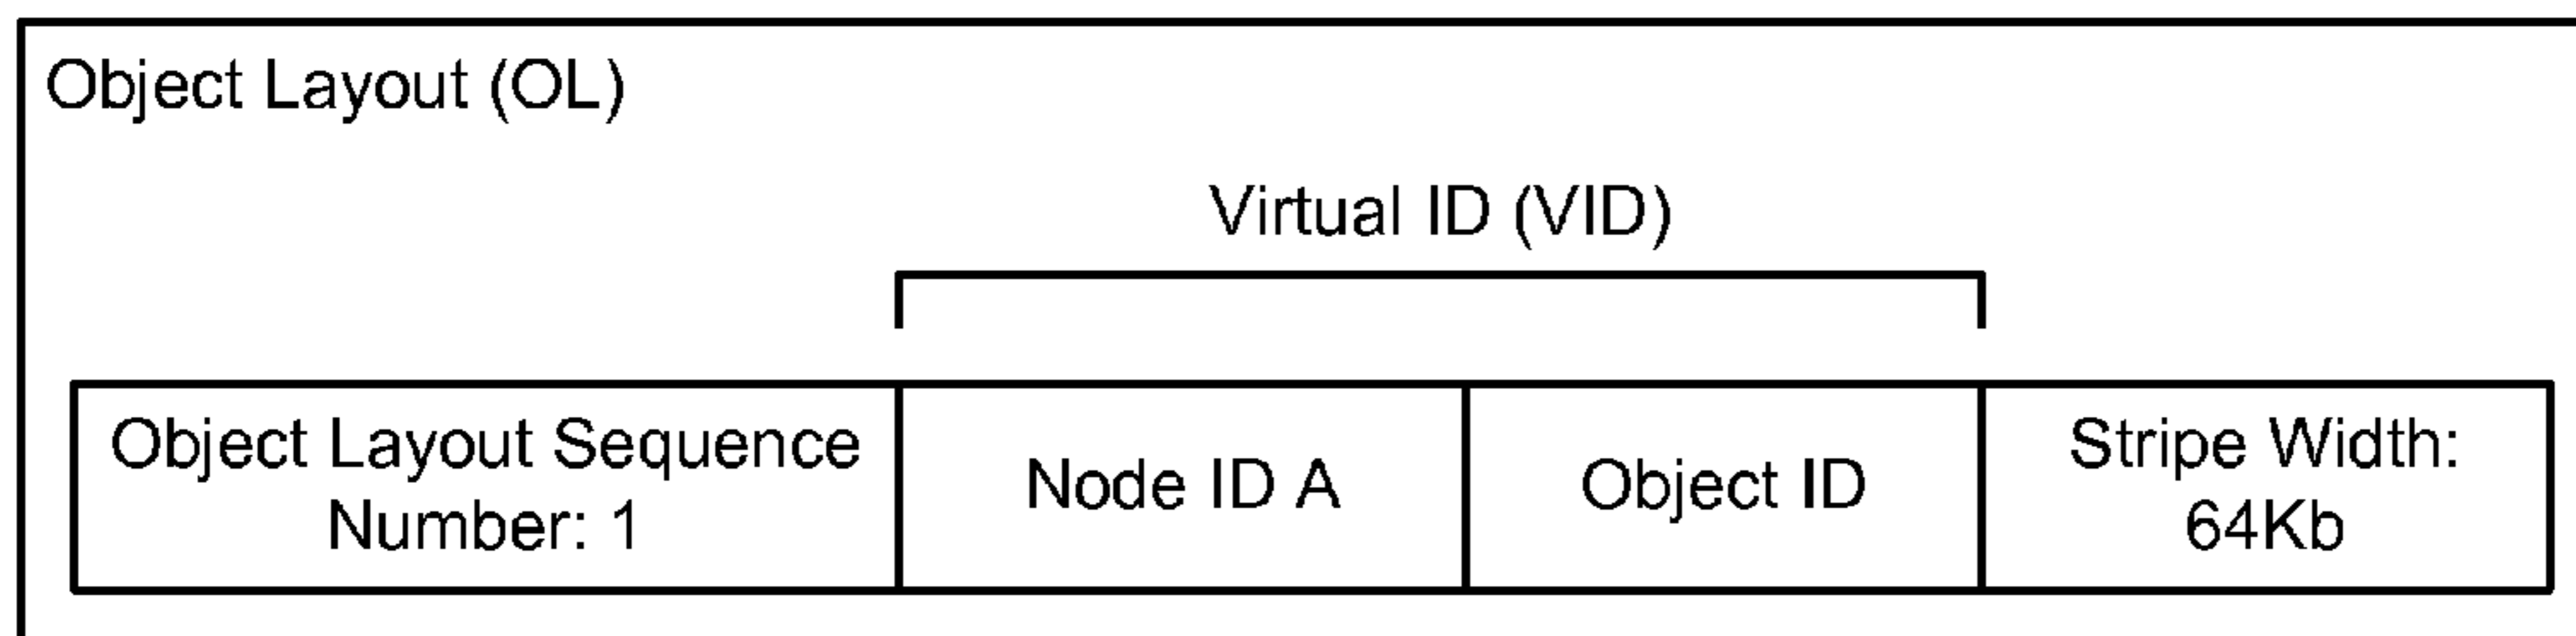 Object Layout (OL)
Virtual ID (VID)
Object Layout Sequence
Number: 1
Node ID A
Object ID
Stripe Width:
64Kb